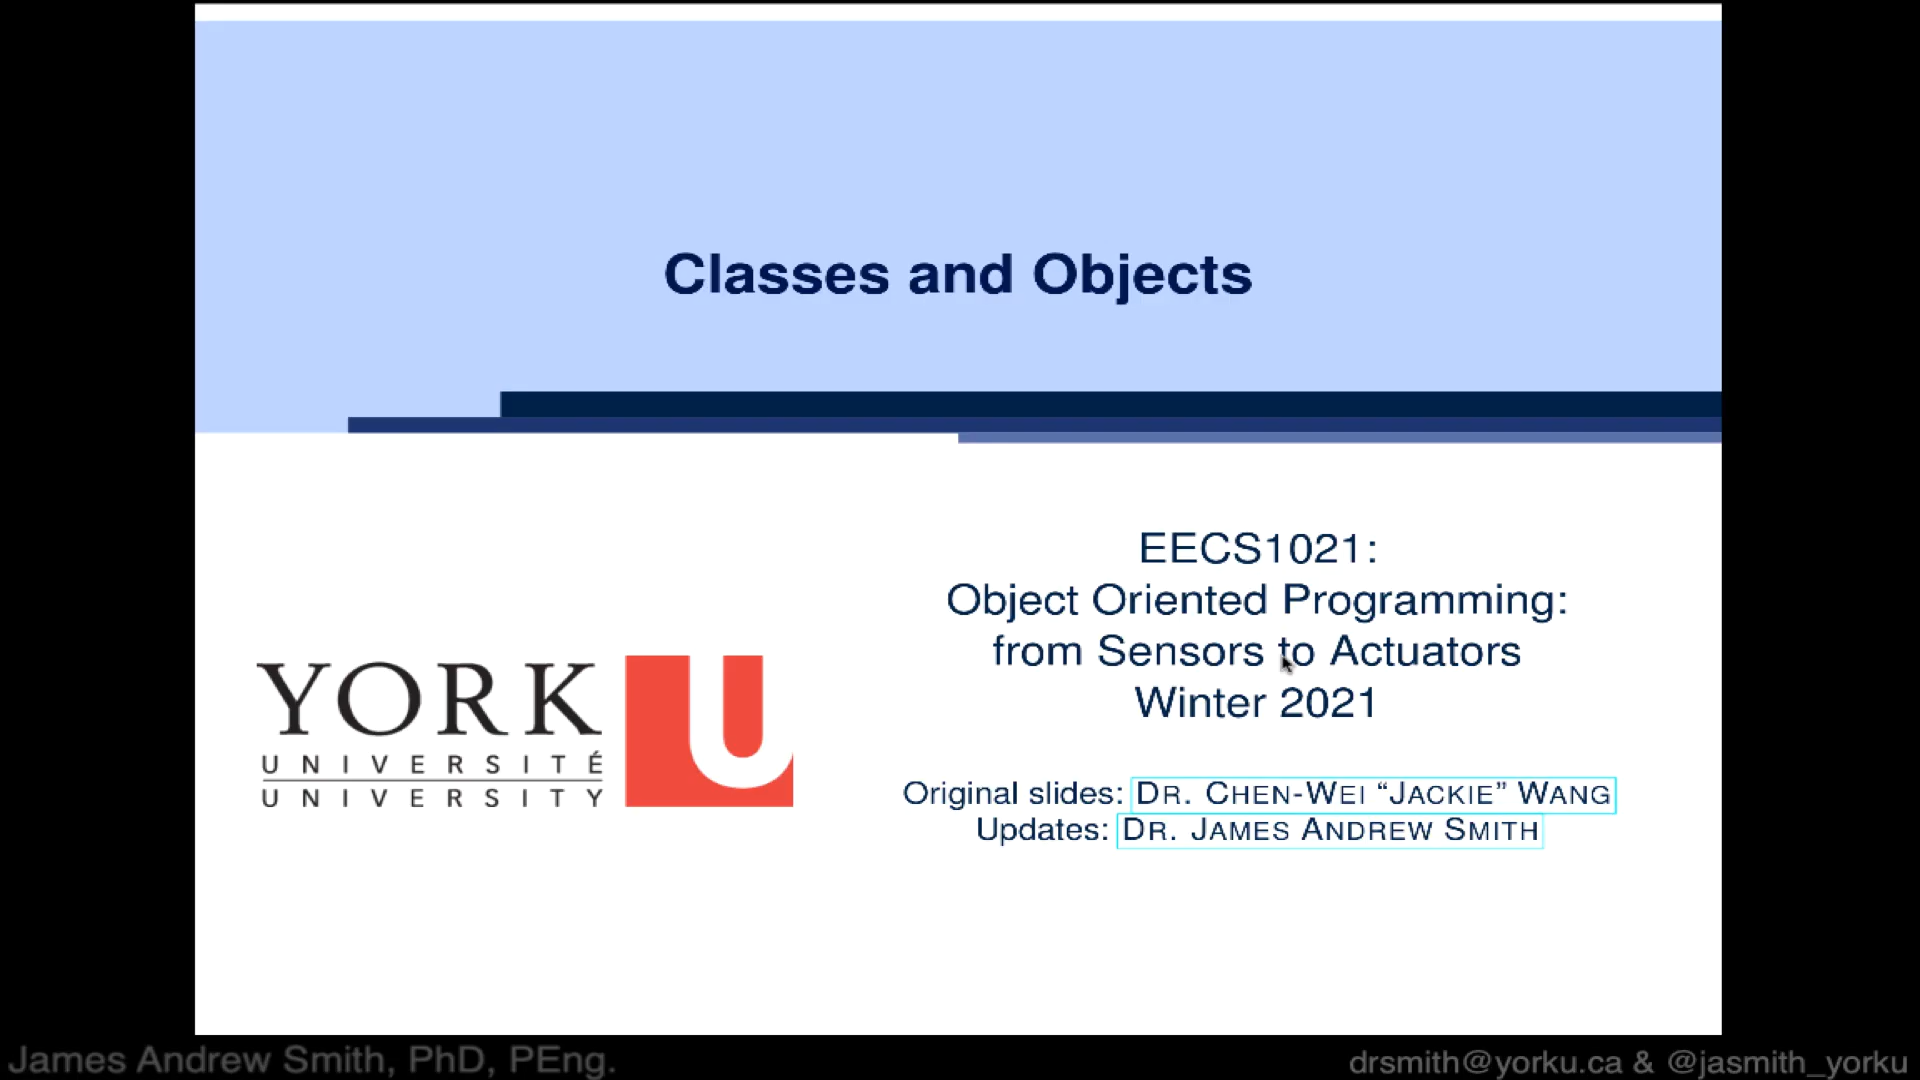 Classes and Objects
EECS1021:
Object Oriented Programming:
from Sensors to Actuators
Winter 2021
YORK
UNIVERSITÉ
UNIVERSITY
U
Original slides: DR. CHEN-WEI “JACKIE” WANG
Updates: DR. JAMES ANDREW SMITH
James Andrew Smith, PhD, PEng.
drsmith@yorku.ca & @jasmith_yorku